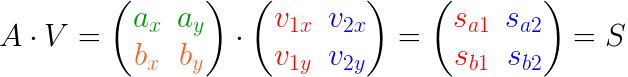 A · V = ( a_x a_y ; b_x b_y ) · ( v_{1x} v_{2x} ; v_{1y} v_{2y} ) = ( s_{a1} s_{a2} ; s_{b1} s_{b2} ) = S